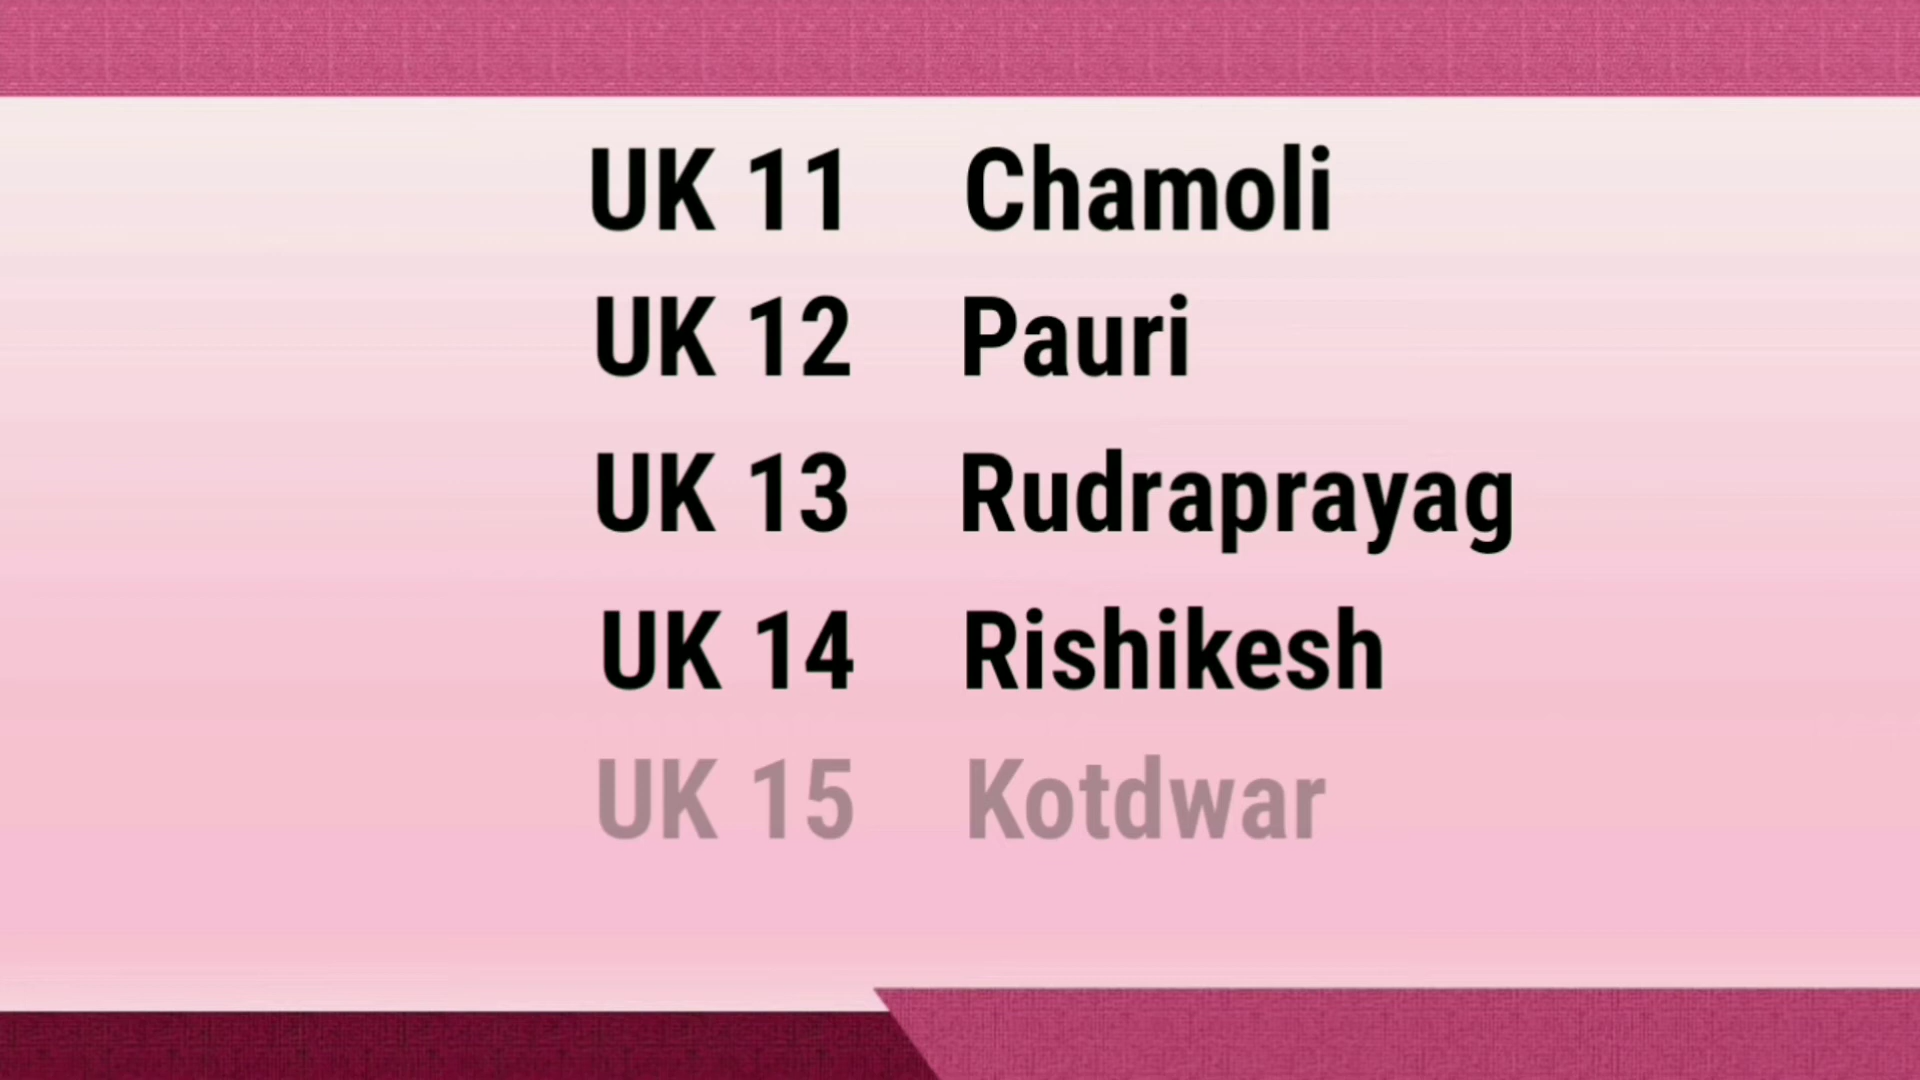 UK 11 Chamoli
UK 12 Pauri
UK 13 Rudraprayag
UK 14 Rishikesh
UK 15 Kotdwar